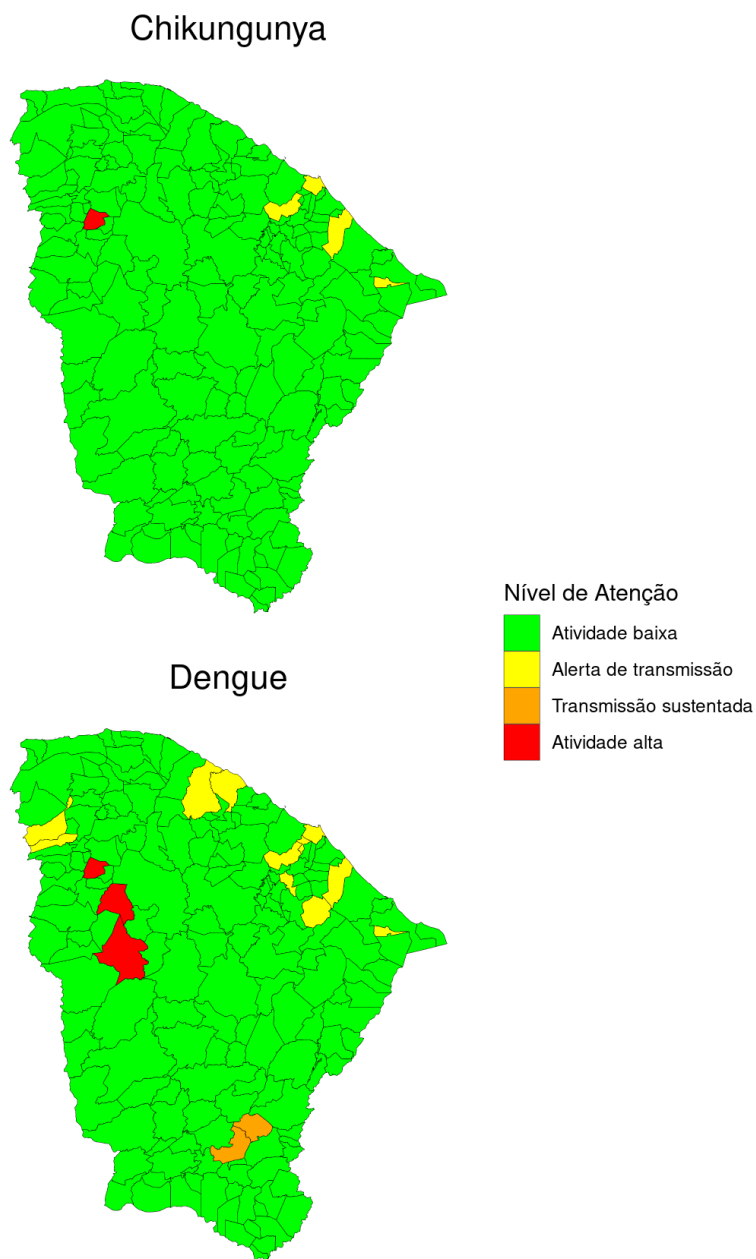 Chikungunya
Nível de Atenção
Atividade baixa
Alerta de transmissão
Transmissão sustentada
Atividade alta
Dengue